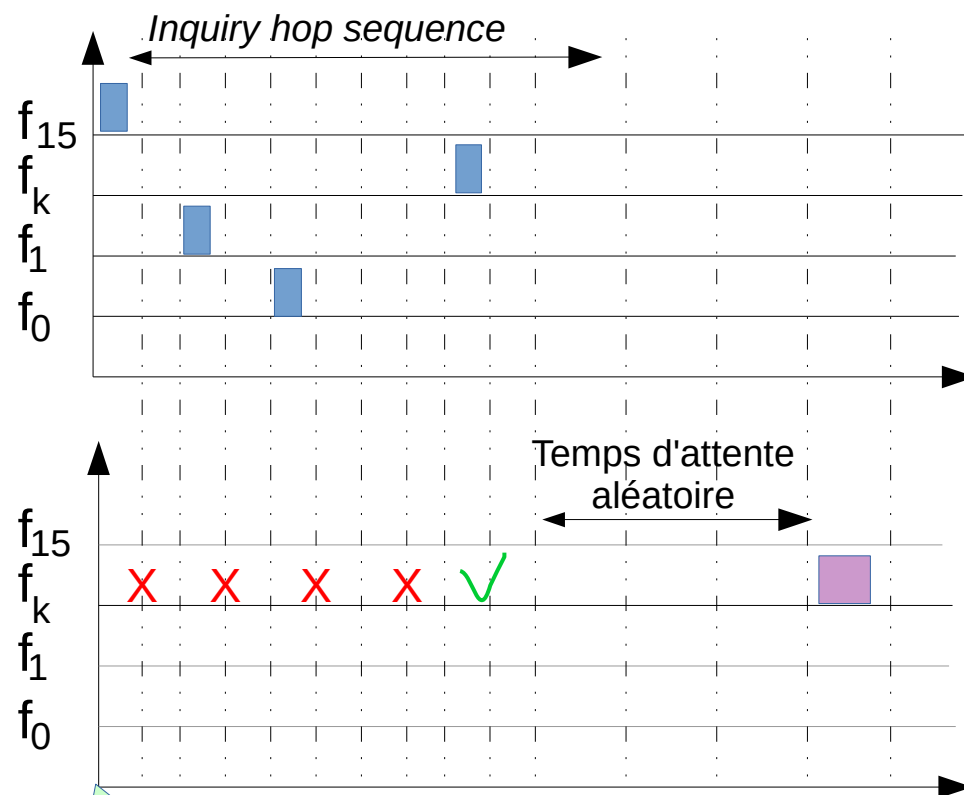 Inquiry hop sequence
f15
fk
f1
f0
Temps d'attente
aléatoire
f15
fk
X X X X
f1
f0